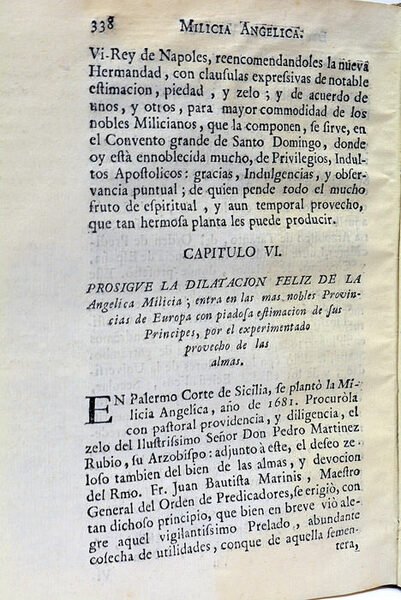 338 MILICIA ANGELICA.
Vi-Rey de Napoles, reencomendandoles la nueva
Hermandad, con clausulas expreſsivas de notable
eſtimacion, piedad, y zelo; y de acuerdo de
unos, y otros, para mayor commodidad de los
nobles Milicianos, que la componen, ſe ſirve, en
el Convento grande de Santo Domingo, donde
oy eſtà ennoblecida mucho, de Privilegios, Indul-
tos Apoſtolicos: gracias, Indulgencias, y obſer-
vancia puntual; de quien pende todo el mucho
fruto de eſpiritual, y aun temporal provecho,
que tan hermoſa planta les puede producir.
CAPITULO VI.
PROSIGVE LA DILATACION FELIZ DE LA
Angelica Milicia; entra en las mas nobles Provin-
cias de Europa con piadoſa eſtimacion de ſus
Principes, por el experimentado
provecho de las
almas.
EN Palermo Corte de Sicilia, ſe plantò la Mi-
licia Angelica, año de 1681. Procuròla
con paſtoral providencia, y diligencia, el
zelo del Iluſtriſsimo Señor Don Pedro Martinez
Rubio, ſu Arzobiſpo: adjunto à eſte, el deſeo ze-
loſo tambien del bien de las almas, y devocion
del Rmo. Fr. Juan Bautiſta Marinis, Maeſtro
General del Orden de Predicadores, ſe erigiò, con
tan dichoſo principio, que bien en breve viò ale-
gre aquel vigilantiſsimo Prelado, abundante
coſecha de utilidades, conque de aquella ſemen-
tera,